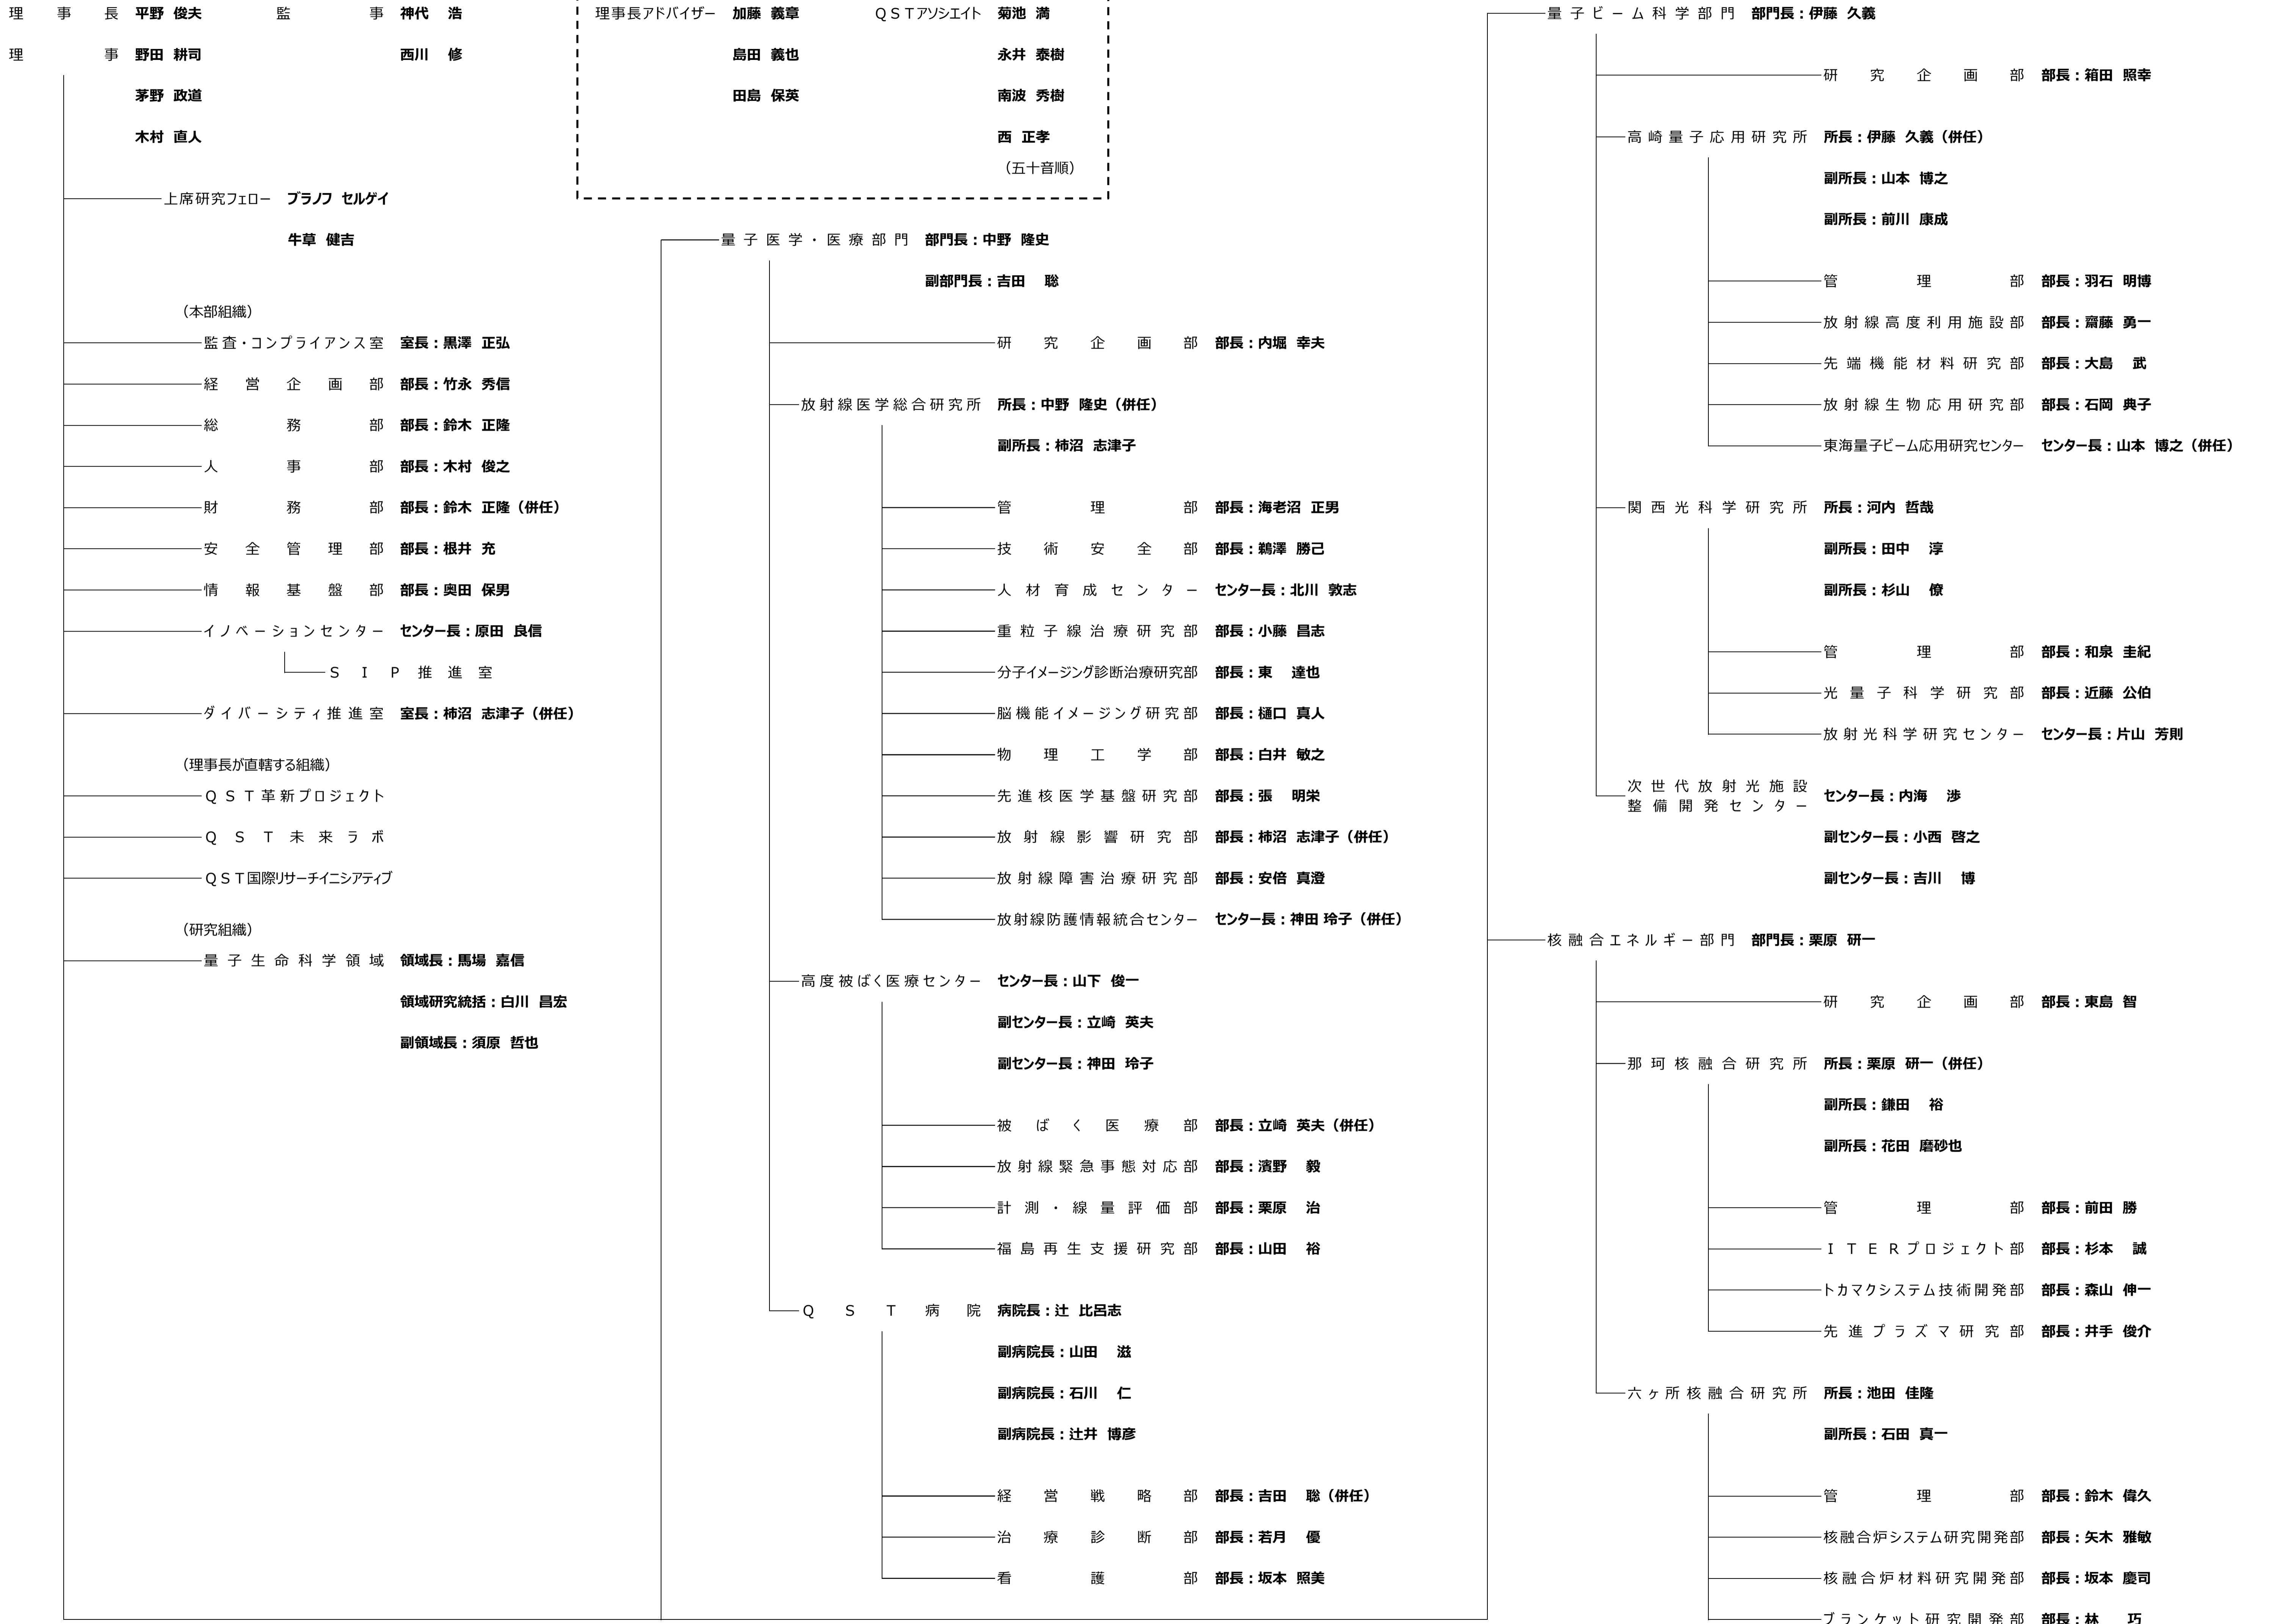 理事長 平野 俊夫 監事 神代 浩
理事 野田 耕司 西川 修
茅野 政道
木村 直人
上席研究フェロー ブラノフ セルゲイ
牛草 健吉
(本部組織)
監査・コンプライアンス室 室長：黒澤 正弘
経営企画部 部長：竹永 秀信
総務部 部長：鈴木 正隆
人事部 部長：木村 俊之
財務部 部長：鈴木 正隆（併任）
安全管理部 部長：根井 充
情報基盤部 部長：奥田 保男
イノベーションセンター センター長：原田 良信
ＳＩＰ推進室
ダイバーシティ推進室 室長：柿沼 志津子（併任）
(理事長が直轄する組織)
ＱＳＴ革新プロジェクト
ＱＳＴ未来ラボ
ＱＳＴ国際リサーチイニシアティブ
(研究組織)
量子生命科学領域 領域長：馬場 嘉信
領域研究統括：白川 昌宏
副領域長：須原 哲也
理事長アドバイザー 加藤 義章 ＱＳＴアソシエイト 菊池 満
島田 義也 永井 泰樹
田島 保英 南波 秀樹
西 正孝
(五十音順)
量子医学・医療部門 部門長：中野 隆史
副部門長：吉田 聡
研究企画部 部長：内堀 幸夫
放射線医学総合研究所 所長：中野 隆史（併任）
副所長：柿沼 志津子
管理部 部長：海老沼 正男
技術安全部 部長：鵜澤 勝己
人材育成センター センター長：北川 敦志
重粒子線治療研究部 部長：小藤 昌志
分子イメージング診断治療研究部 部長：東 達也
脳機能イメージング研究部 部長：樋口 真人
物理工学部 部長：白井 敏之
先進核医学基盤研究部 部長：張 明栄
放射線影響研究部 部長：柿沼 志津子（併任）
放射線障害治療研究部 部長：安倍 真澄
放射線防護情報統合センター センター長：神田 玲子（併任）
高度被ばく医療センター センター長：山下 俊一
副センター長：立崎 英夫
副センター長：神田 玲子
被ばく医療部 部長：立崎 英夫（併任）
放射線緊急事態対応部 部長：濱野 毅
計測・線量評価部 部長：栗原 治
福島再生支援研究部 部長：山田 裕
ＱＳＴ病院 病院長：辻 比呂志
副病院長：山田 滋
副病院長：石川 仁
副病院長：辻井 博彦
経営戦略部 部長：吉田 聡（併任）
治療診断部 部長：若月 優
看護部 部長：坂本 照美
量子ビーム科学部門 部門長：伊藤 久義
研究企画部 部長：箱田 照幸
高崎量子応用研究所 所長：伊藤 久義（併任）
副所長：山本 博之
副所長：前川 康成
管理部 部長：羽石 明博
放射線高度利用施設部 部長：齋藤 勇一
先端機能材料研究部 部長：大島 武
放射線生物応用研究部 部長：石岡 典子
東海量子ビーム応用研究センター センター長：山本 博之（併任）
関西光科学研究所 所長：河内 哲哉
副所長：田中 淳
副所長：杉山 僚
管理部 部長：和泉 圭紀
光量子科学研究部 部長：近藤 公伯
放射光科学研究センター センター長：片山 芳則
次世代放射光施設
整備開発センター センター長：内海 渉
副センター長：小西 啓之
副センター長：吉川 博
核融合エネルギー部門 部門長：栗原 研一
研究企画部 部長：東島 智
那珂核融合研究所 所長：栗原 研一（併任）
副所長：鎌田 裕
副所長：花田 磨砂也
管理部 部長：前田 勝
ＩＴＥＲプロジェクト部 部長：杉本 誠
トカマクシステム技術開発部 部長：森山 伸一
先進プラズマ研究部 部長：井手 俊介
六ヶ所核融合研究所 所長：池田 佳隆
副所長：石田 真一
管理部 部長：鈴木 偉久
核融合炉システム研究開発部 部長：矢木 雅敏
核融合炉材料研究開発部 部長：坂本 慶司
ブランケット研究開発部 部長：林 巧